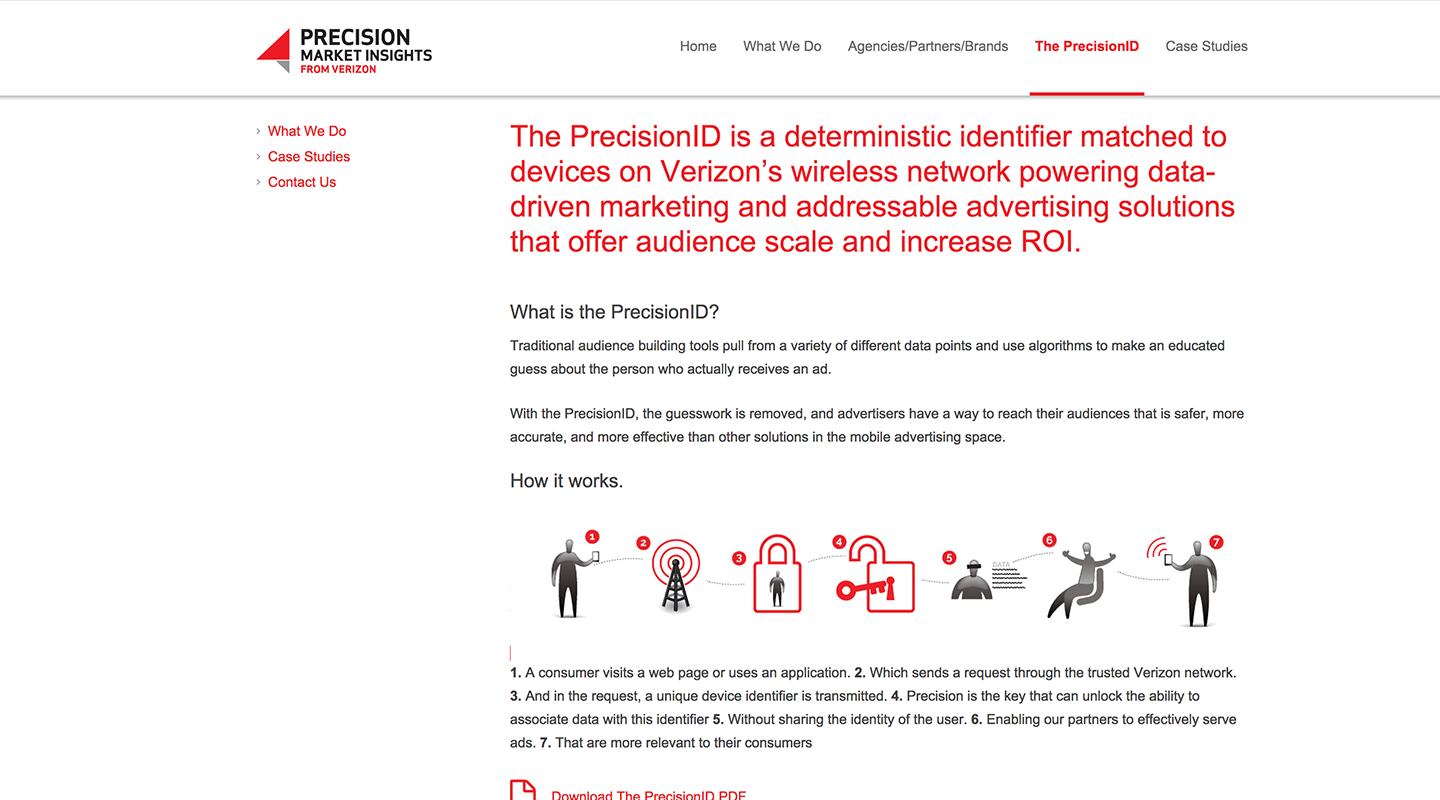 PRECISION
MARKET INSIGHTS
FROM VERIZON
Home
What We Do
Agencies/Partners/Brands
The PrecisionID
Case Studies
What We Do
Case Studies
Contact Us
The PrecisionID is a deterministic identifier matched to
devices on Verizon’s wireless network powering data-
driven marketing and addressable advertising solutions
that offer audience scale and increase ROI.
What is the PrecisionID?
Traditional audience building tools pull from a variety of different data points and use algorithms to make an educated
guess about the person who actually receives an ad.
With the PrecisionID, the guesswork is removed, and advertisers have a way to reach their audiences that is safer, more
accurate, and more effective than other solutions in the mobile advertising space.
How it works.
1
2
3
4
5
DATA
6
7
1. A consumer visits a web page or uses an application. 2. Which sends a request through the trusted Verizon network.
3. And in the request, a unique device identifier is transmitted. 4. Precision is the key that can unlock the ability to
associate data with this identifier 5. Without sharing the identity of the user. 6. Enabling our partners to effectively serve
ads. 7. That are more relevant to their consumers
Download The PrecisionID PDF